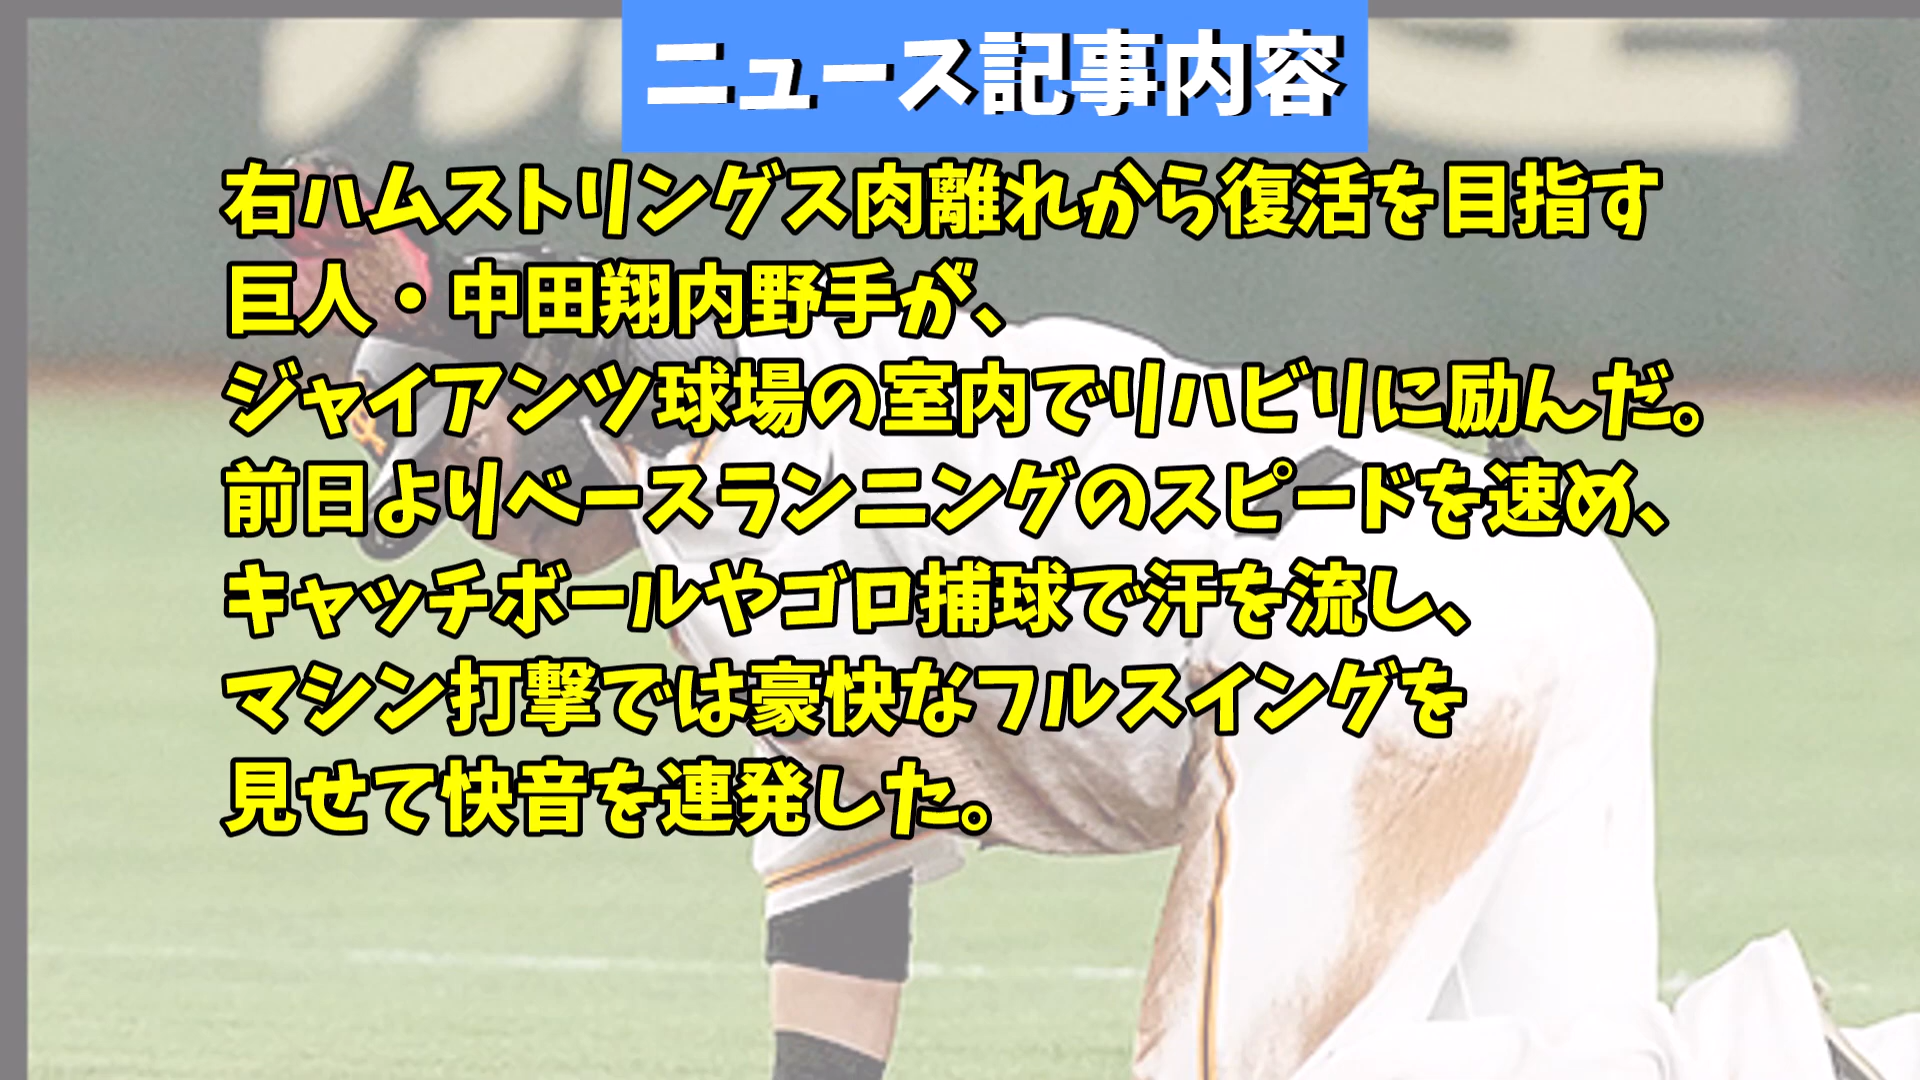 ニュース記事内容
右ハムストリングス肉離れから復活を目指す
巨人・中田翔内野手が、
ジャイアンツ球場の室内でリハビリに励んだ。
前日よりベースランニングのスピードを速め、
キャッチボールやゴロ捕球で汗を流し、
マシン打撃では豪快なフルスイングを
見せて快音を連発した。